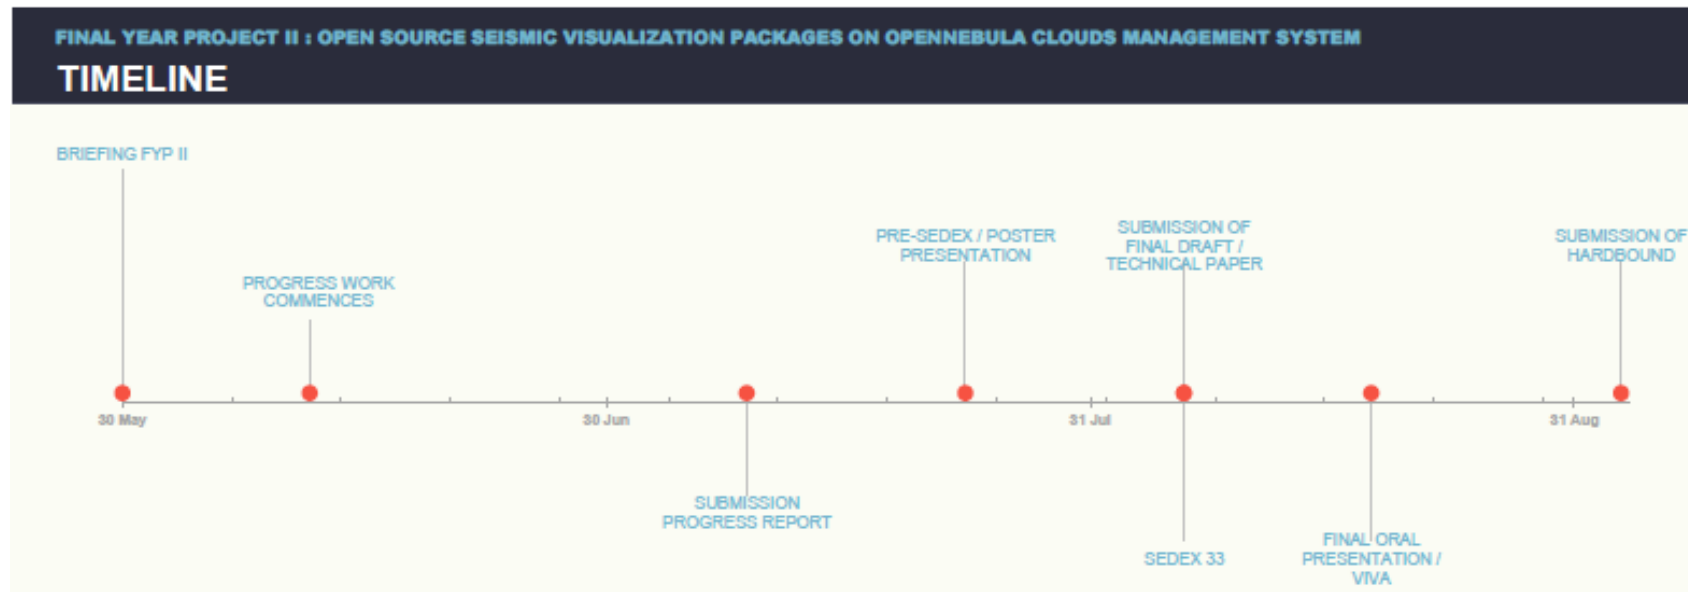 FINAL YEAR PROJECT II : OPEN SOURCE SEISMIC VISUALIZATION PACKAGES ON OPENNEBULA CLOUDS MANAGEMENT SYSTEM
TIMELINE
BRIEFING FYP II
PROGRESS WORK
COMMENCES
PRE-SEDEX / POSTER
PRESENTATION
SUBMISSION OF
FINAL DRAFT /
TECHNICAL PAPER
SUBMISSION OF
HARDBOUND
30 May
30 Jun
31 Jul
31 Aug
SUBMISSION
PROGRESS REPORT
SEDEX 33
FINAL ORAL
PRESENTATION /
VIVA